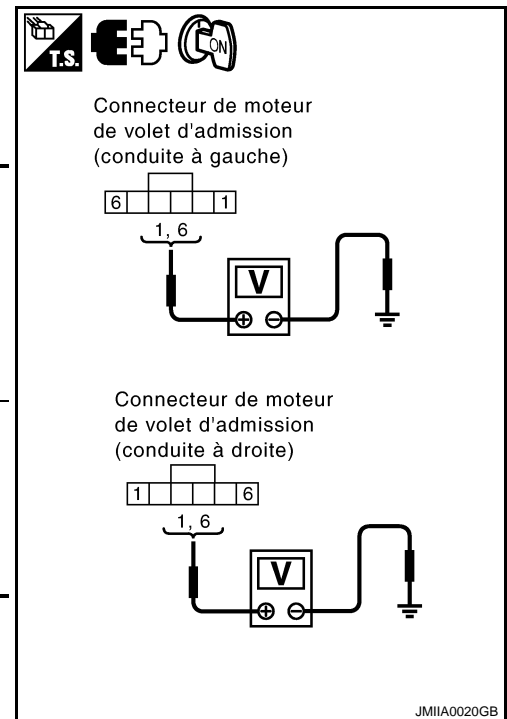 T.S.
ON
Connecteur de moteur
de volet d'admission
(conduite à gauche)
6 1
1, 6
V
+ −
Connecteur de moteur
de volet d'admission
(conduite à droite)
1 6
1, 6
V
+ −
JMIIA0020GB